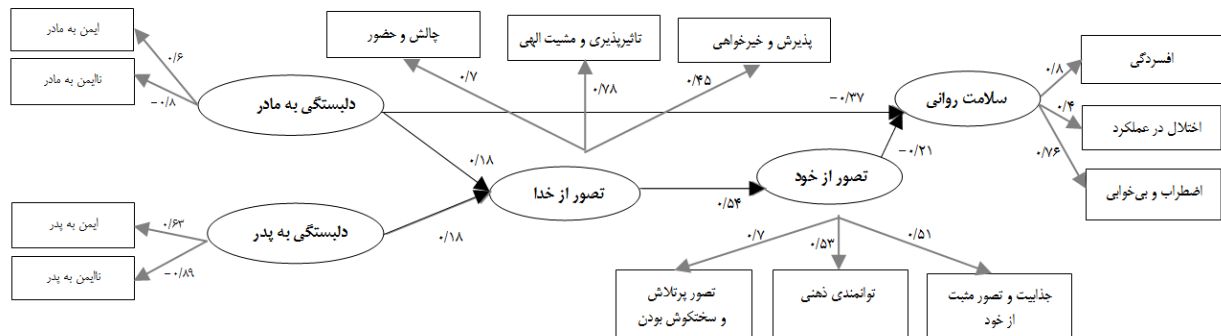 ایمن به مادر
ناایمن به مادر
۰/۶
-۰/۸
دلبستگی به مادر
چالش و حضور
تاثیرپذیری و مشیت الهی
پذیرش و خیرخواهی
۰/۷
۰/۷۸
۰/۴۵
-۰/۳۷
سلامت روانی
افسردگی
اختلال در عملکرد
اضطراب و بی‌خوابی
۰/۸
۰/۴
۰/۷۶
-۰/۲۱
۰/۱۸
تصور از خدا
تصور از خود
۰/۵۴
ایمن به پدر
ناایمن به پدر
۰/۶۳
-۰/۸۹
دلبستگی به پدر
۰/۱۸
۰/۷
۰/۵۳
۰/۵۱
تصور پرتلاش
و سختکوش بودن
توانمندی ذهنی
جذابیت و تصور مثبت
از خود